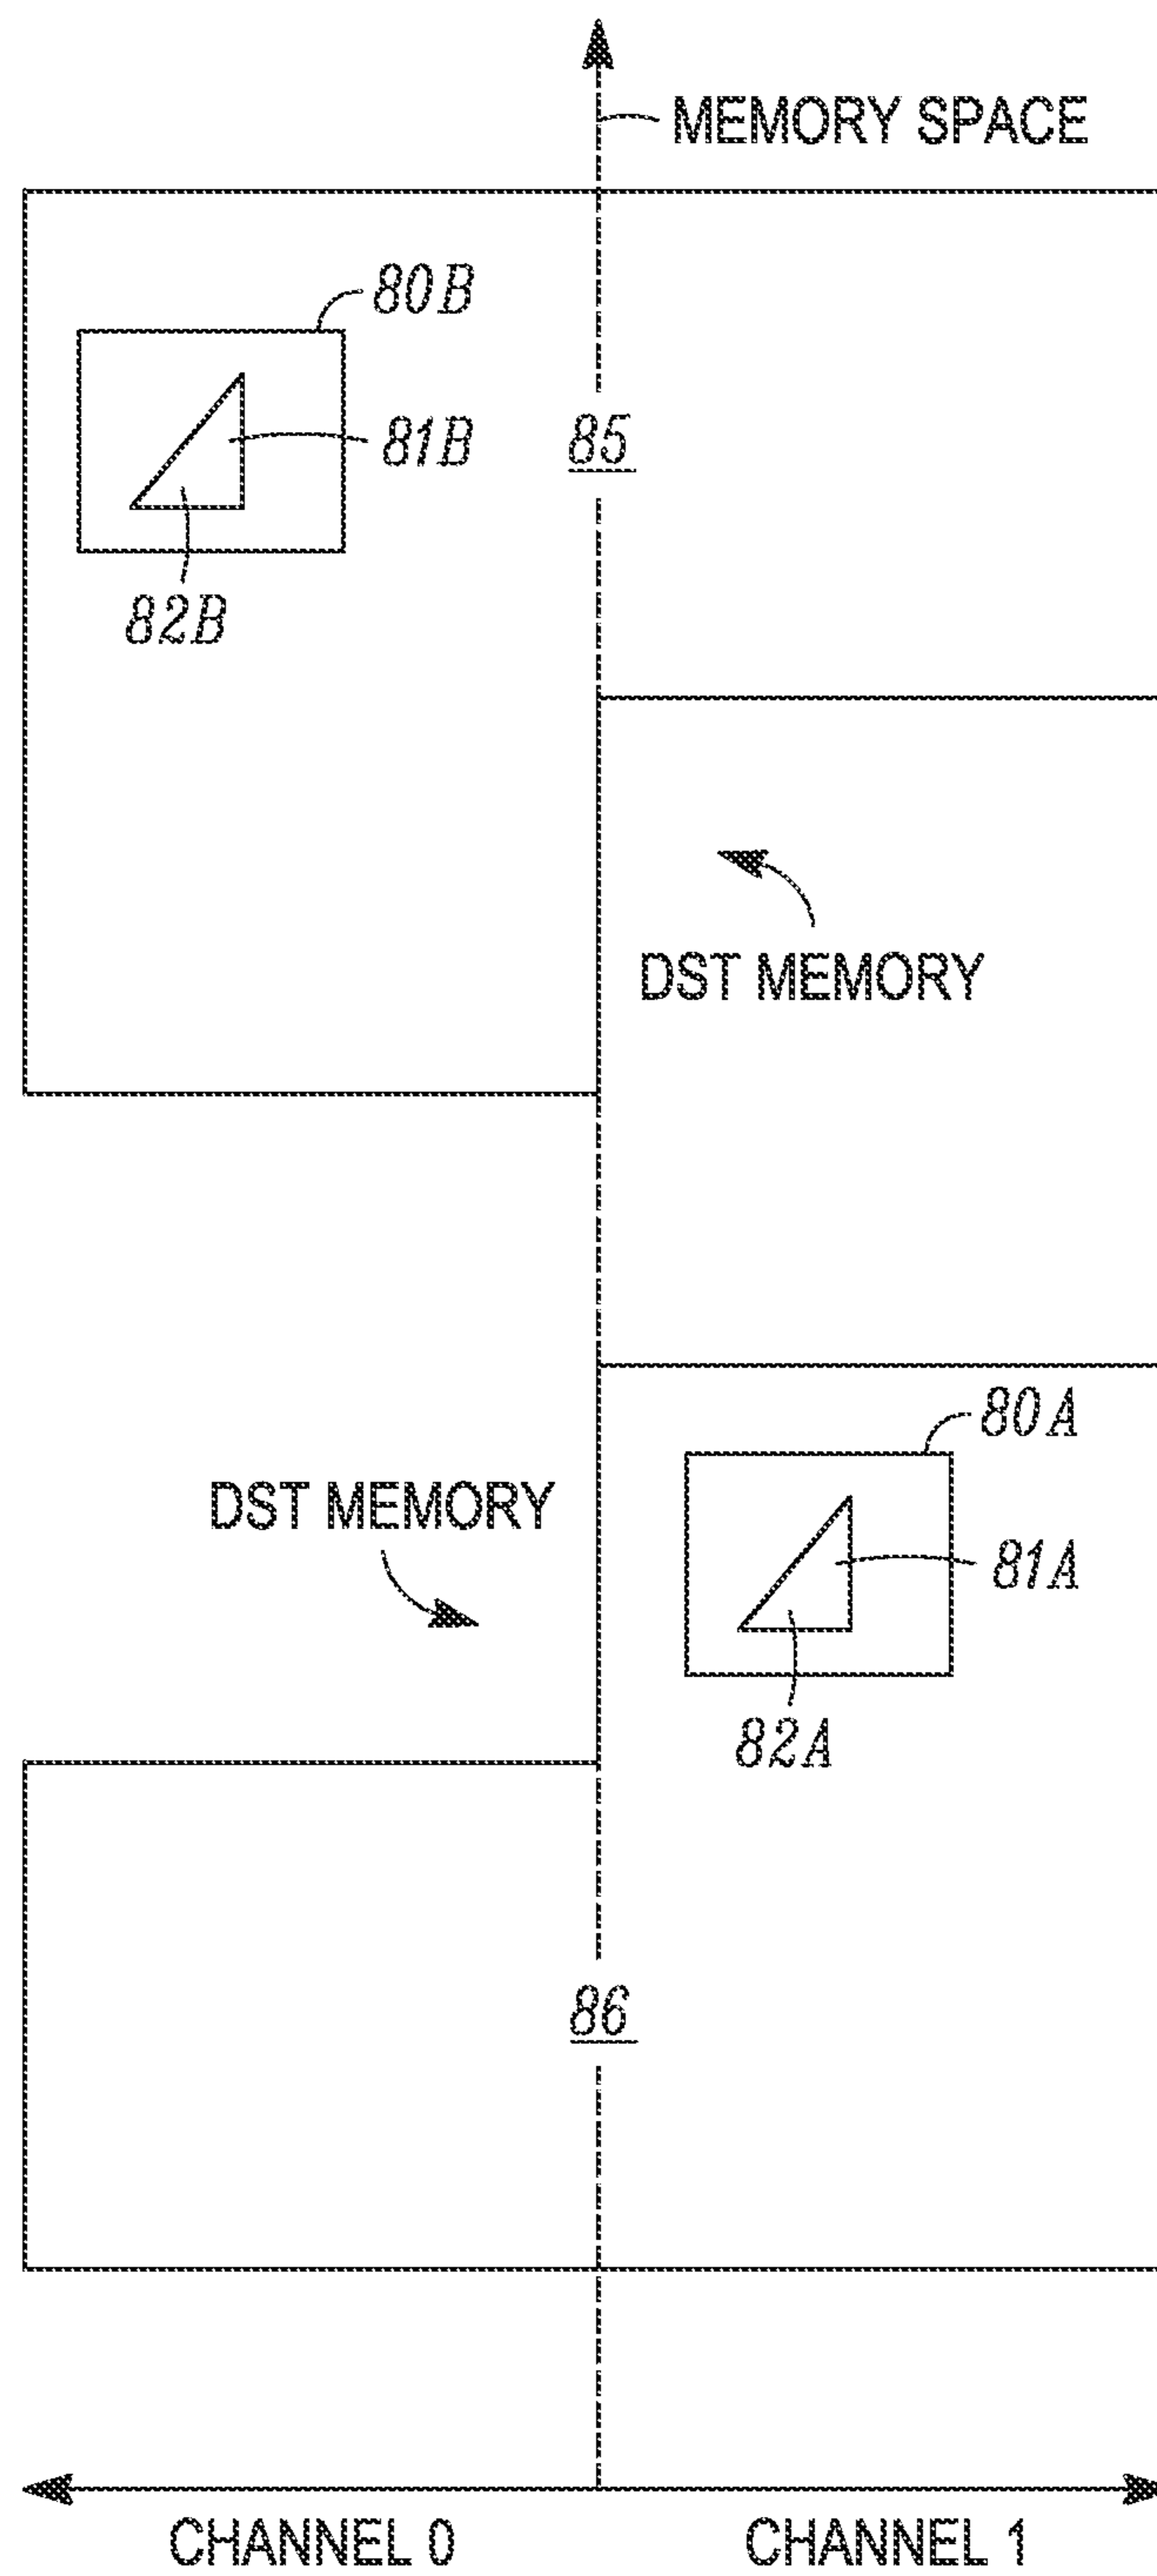 MEMORY SPACE
80B
81B
85
82B
DST MEMORY
80A
DST MEMORY
81A
82A
86
CHANNEL 0
CHANNEL 1